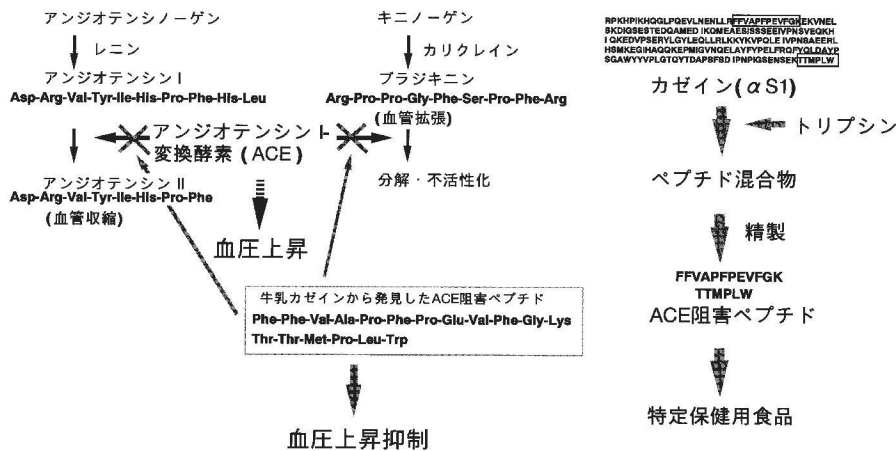 アンジオテンシノーゲン
レニン
アンジオテンシンⅠ
Asp-Arg-Val-Tyr-Ile-His-Pro-Phe-His-Leu
アンジオテンシンⅠ-
変換酵素 (ACE)
アンジオテンシンⅡ
Asp-Arg-Val-Tyr-Ile-His-Pro-Phe
(血管収縮)
血圧上昇
キニノーゲン
カリクレイン
ブラジキニン
Arg-Pro-Pro-Gly-Phe-Ser-Pro-Phe-Arg
(血管拡張)
分解・不活性化
牛乳カゼインから発見したACE阻害ペプチド
Phe-Phe-Val-Ala-Pro-Phe-Pro-Glu-Val-Phe-Gly-Lys
Thr-Thr-Met-Pro-Leu-Trp
血圧上昇抑制
RPKHPIKHQGLPQEVLNENLLRFFVAPFPEVFGKEKVNEL
SKDIGSESTEDQAMEDIKQMEAESISSSEEIVPNSVEQKH
IQKEDVPSERYLGYLEQLLRLKKYKVPQLEIVPNSAEERL
HSMKEGIHAQQKEPMIGVNQELAYFYPELFRQFYQLDAYP
SGAWYYVPLGTQYTDAPSFSDIPNPIGSENSEKTTMPLW
カゼイン(αS1)
トリプシン
ペプチド混合物
精製
FFVAPFPEVFGK
TTMPLW
ACE阻害ペプチド
特定保健用食品